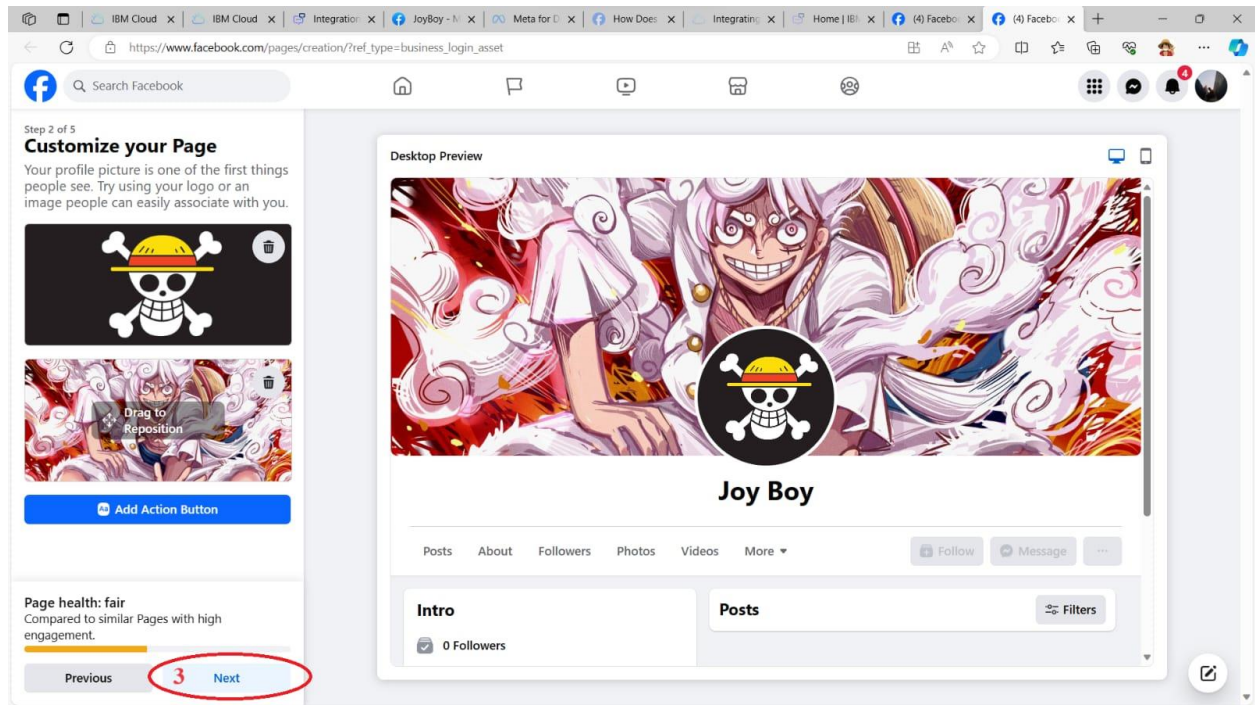 IBM Cloud
IBM Cloud
Integration
JoyBoy - M
Meta for D
How Does
Integrating
Home | IB
(4) Facebo
(4) Facebo
https://www.facebook.com/pages/creation/?ref_type=business_login_asset
Search Facebook
4
Step 2 of 5
Customize your Page
Your profile picture is one of the first things
people see. Try using your logo or an
image people can easily associate with you.
Drag to
Reposition
Add Action Button
Page health: fair
Compared to similar Pages with high
engagement.
Previous
3 Next
Desktop Preview
Joy Boy
Posts About Followers Photos Videos More
Follow Message ...
Intro
0 Followers
Posts
Filters